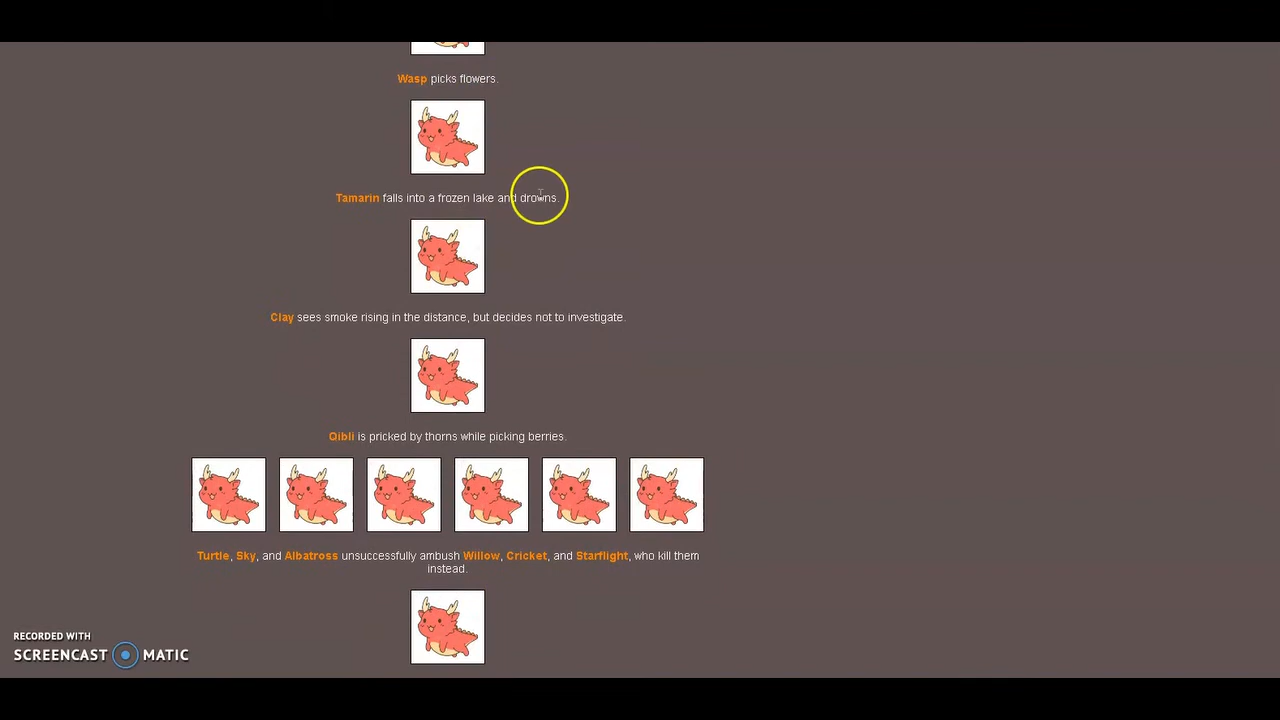 Wasp picks flowers.
Tamarin falls into a frozen lake and drowns.
Clay sees smoke rising in the distance, but decides not to investigate.
Qibli is pricked by thorns while picking berries.
Turtle, Sky, and Albatross unsuccessfully ambush Willow, Cricket, and Starflight, who kill them
instead.
RECORDED WITH
SCREENCAST MATIC